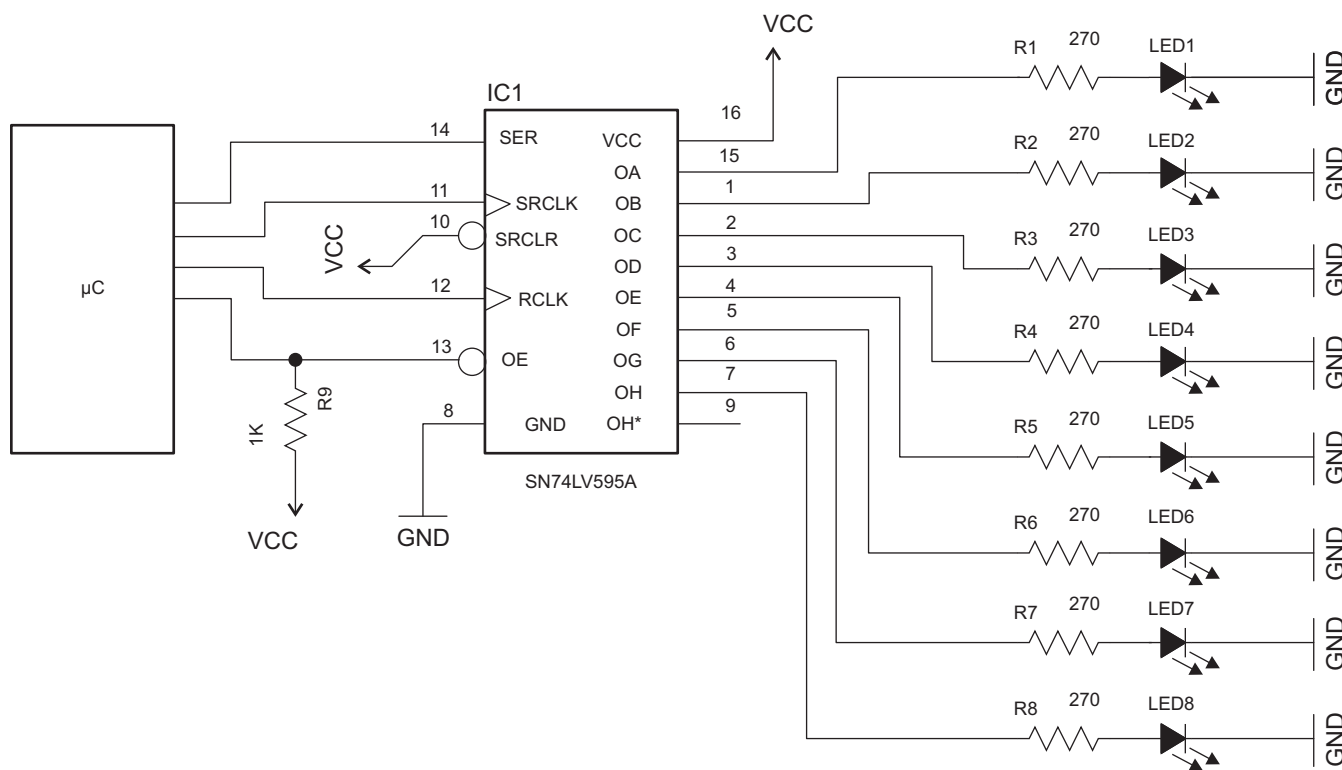 VCC
IC1
µC
14
SER
11
SRCLK
10
SRCLR
VCC
12
RCLK
13
OE
R9
1K
VCC
8
GND
GND
16
VCC
15
OA
1
OB
2
OC
3
OD
4
OE
5
OF
6
OG
7
OH
9
OH*
SN74LV595A
R1 270 LED1 GND
R2 270 LED2 GND
R3 270 LED3 GND
R4 270 LED4 GND
R5 270 LED5 GND
R6 270 LED6 GND
R7 270 LED7 GND
R8 270 LED8 GND